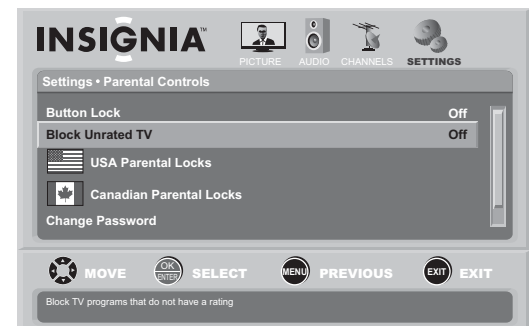 INSIGNIA™
PICTURE AUDIO CHANNELS SETTINGS
Settings • Parental Controls
Button Lock Off
Block Unrated TV Off
USA Parental Locks
Canadian Parental Locks
Change Password
MOVE OK ENTER SELECT MENU PREVIOUS EXIT EXIT
Block TV programs that do not have a rating